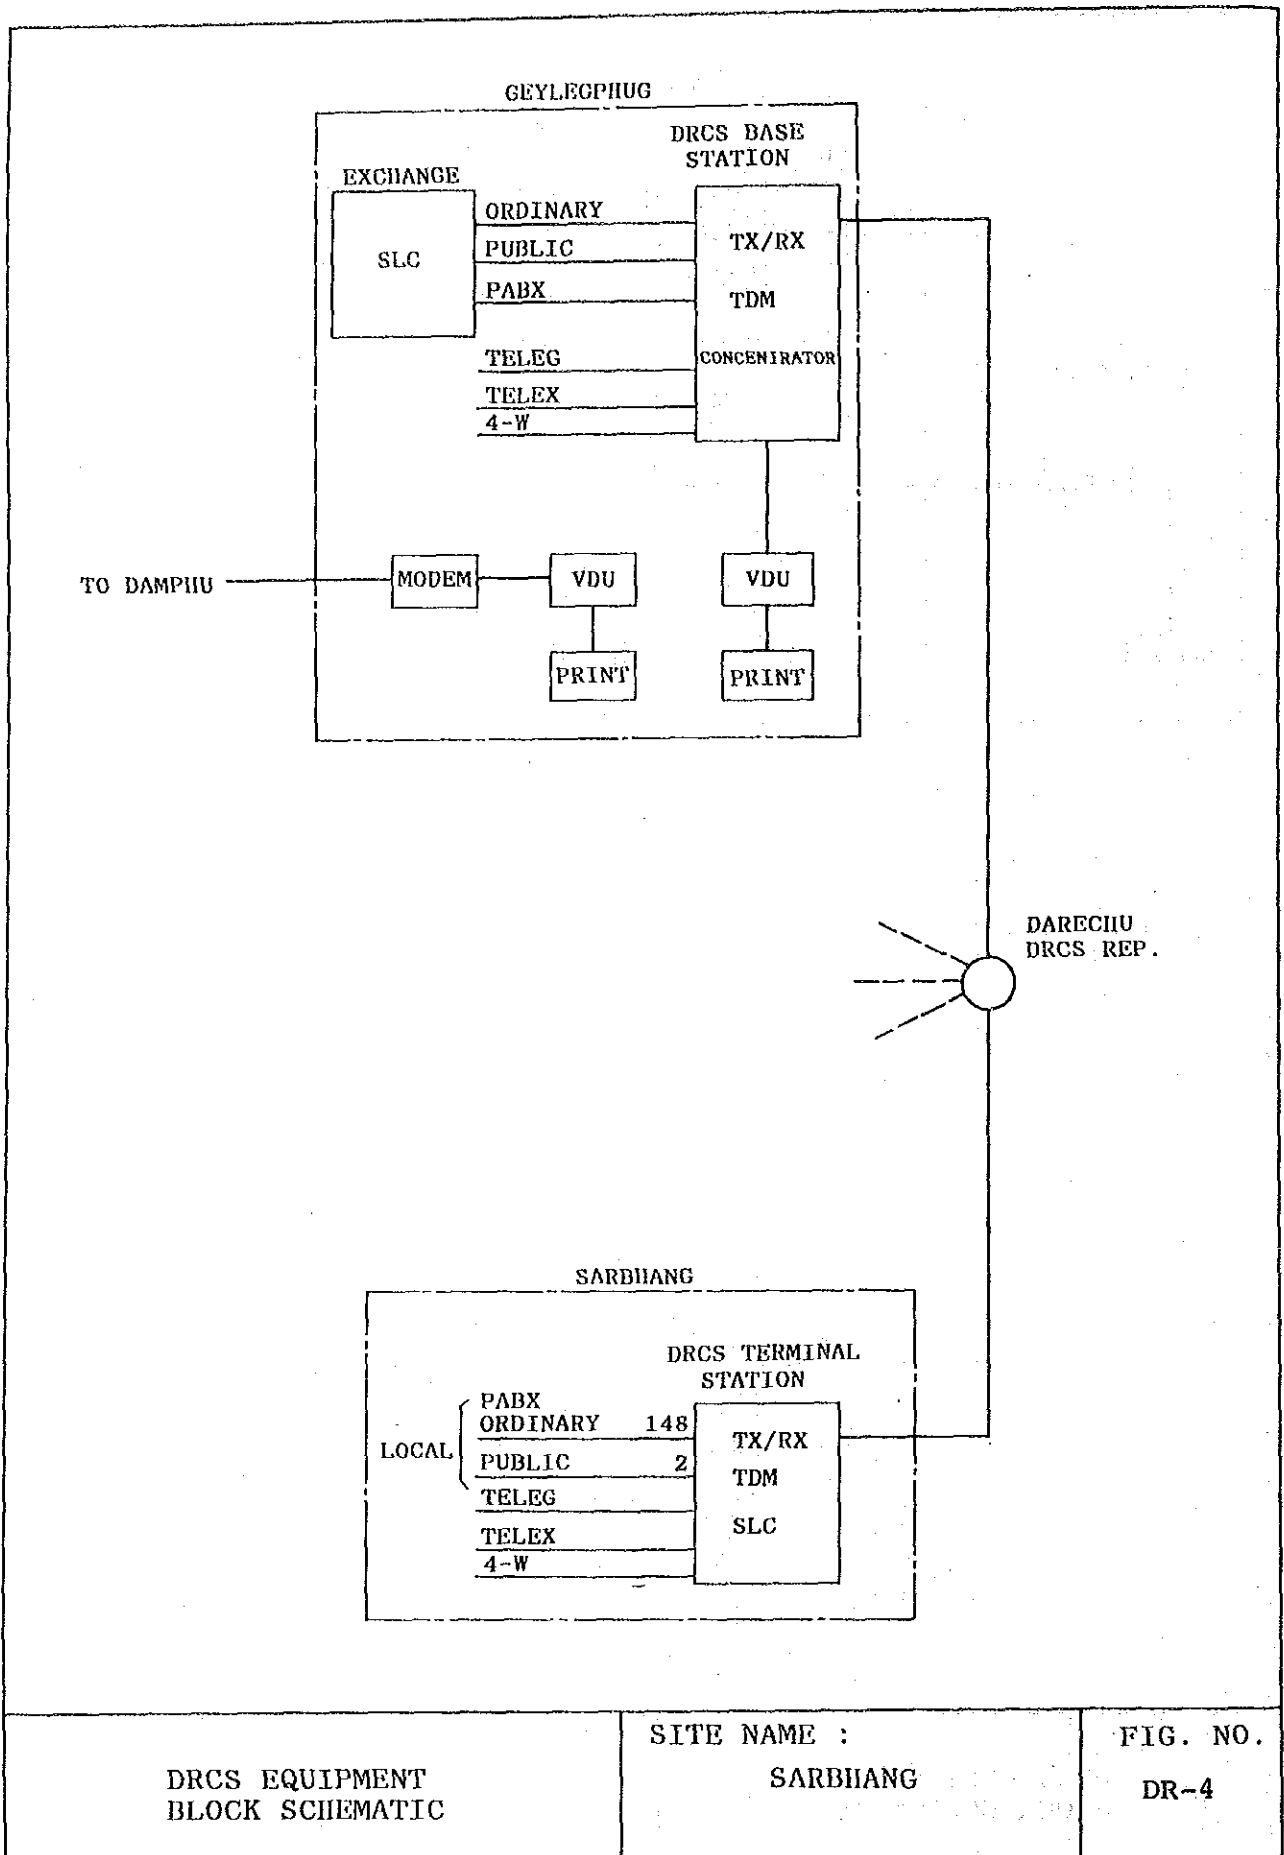 GEYLEGPHUG
DRCS BASE
STATION
EXCHANGE
SLC
ORDINARY
PUBLIC
PABX
TELEG
TELEX
4-W
TX/RX
TDM
CONCENIRATOR
TO DAMPHU
MODEM
VDU
PRINT
VDU
PRINT
DARECHU
DRCS REP.
SARBHANG
DRCS TERMINAL
STATION
LOCAL
PABX
ORDINARY 148
PUBLIC 2
TELEG
TELEX
4-W
TX/RX
TDM
SLC
DRCS EQUIPMENT
BLOCK SCHEMATIC
SITE NAME :
SARBHANG
FIG. NO.
DR-4